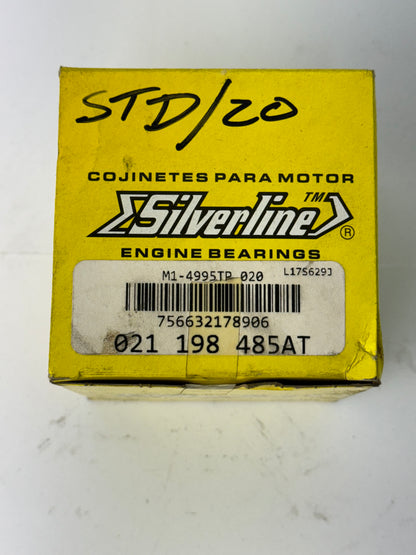 STD/20
COJINETES PARA MOTOR
Silverline™
®
ENGINE BEARINGS
M1-4995TP 020 L17S629J
756632178906
021 198 485AT